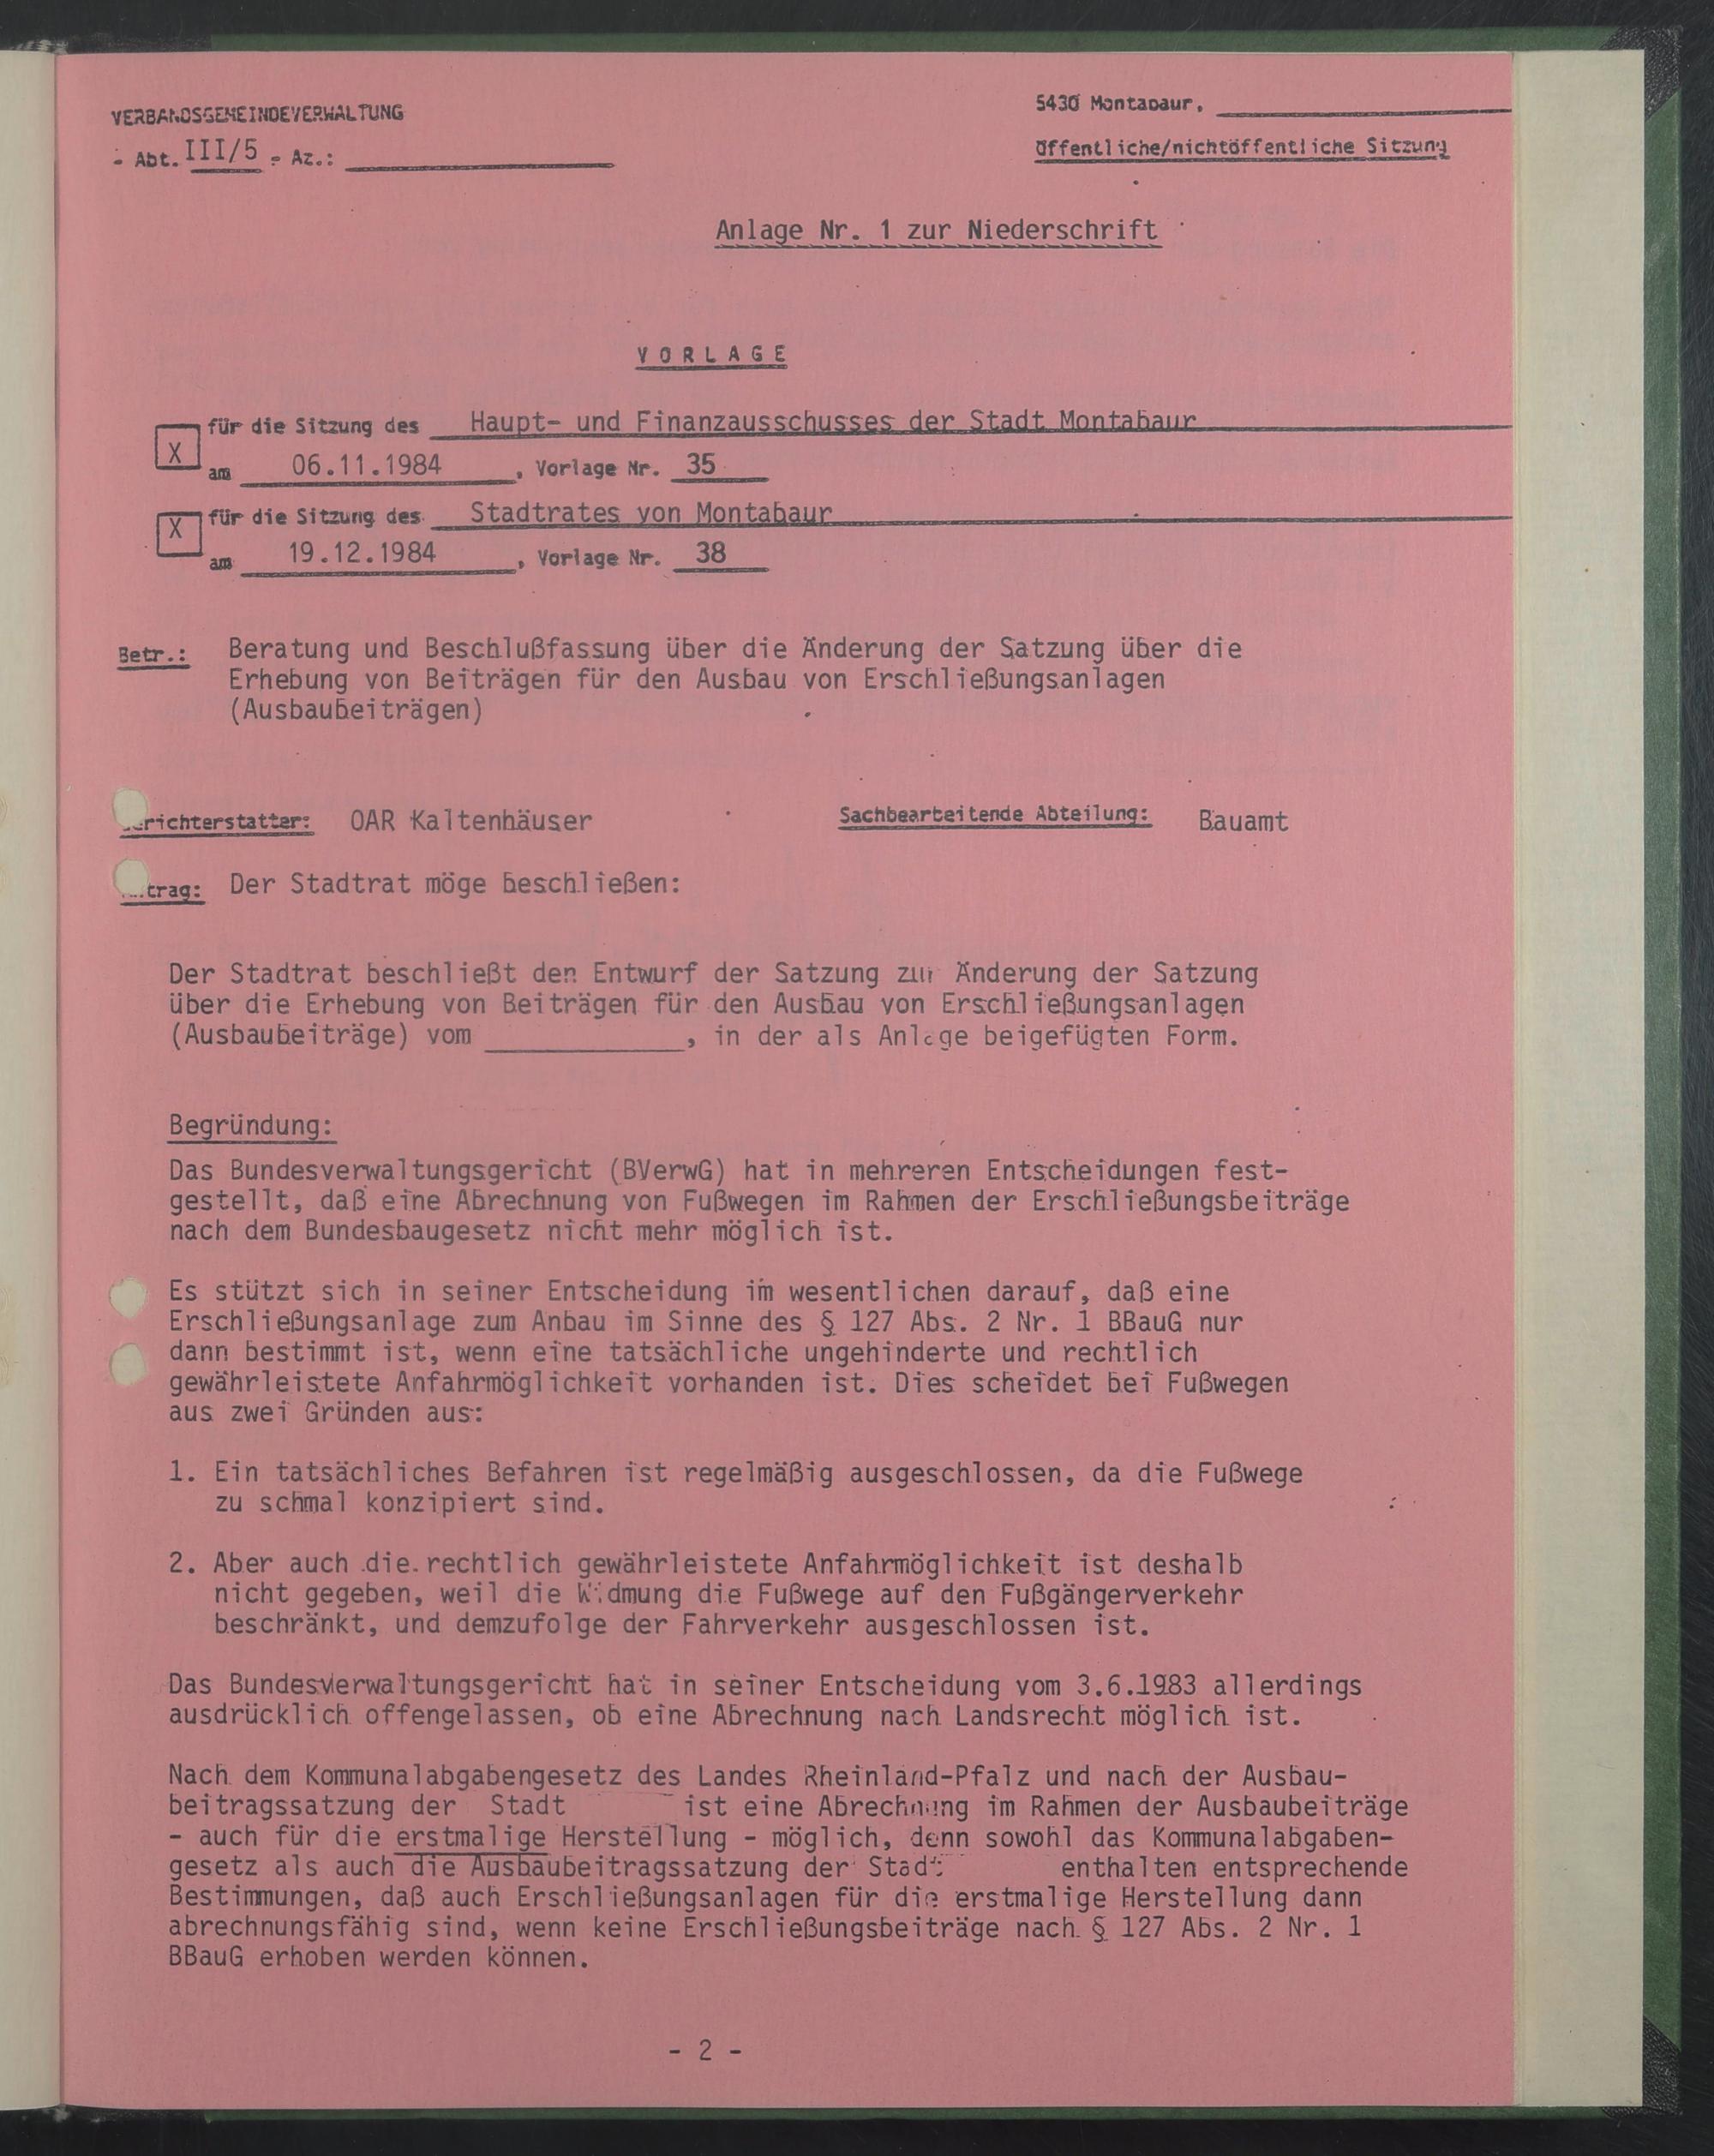 VERBANDSGEMEINDEVERWALTUNG
- Abt. III/5 - Az.:
5430 Montabaur,
öffentliche/nichtöffentliche Sitzung
Anlage Nr. 1 zur Niederschrift
VORLAGE
X für die Sitzung des Haupt- und Finanzausschusses der Stadt Montabaur
am 06.11.1984, Vorlage Nr. 35
X für die Sitzung des Stadtrates von Montabaur
am 19.12.1984, Vorlage Nr. 38
Betr.: Beratung und Beschlußfassung über die Änderung der Satzung über die
Erhebung von Beiträgen für den Ausbau von Erschließungsanlagen
(Ausbaubeiträgen)
richterstatter: OAR Kaltenhäuser Sachbearbeitende Abteilung: Bauamt
trag: Der Stadtrat möge beschließen:
Der Stadtrat beschließt den Entwurf der Satzung zur Änderung der Satzung
über die Erhebung von Beiträgen für den Ausbau von Erschließungsanlagen
(Ausbaubeiträge) vom __________, in der als Anlage beigefügten Form.
Begründung:
Das Bundesverwaltungsgericht (BVerwG) hat in mehreren Entscheidungen fest-
gestellt, daß eine Abrechnung von Fußwegen im Rahmen der Erschließungsbeiträge
nach dem Bundesbaugesetz nicht mehr möglich ist.
Es stützt sich in seiner Entscheidung im wesentlichen darauf, daß eine
Erschließungsanlage zum Anbau im Sinne des § 127 Abs. 2 Nr. 1 BBauG nur
dann bestimmt ist, wenn eine tatsächliche ungehinderte und rechtlich
gewährleistete Anfahrmöglichkeit vorhanden ist. Dies scheidet bei Fußwegen
aus zwei Gründen aus:
1. Ein tatsächliches Befahren ist regelmäßig ausgeschlossen, da die Fußwege
zu schmal konzipiert sind.
2. Aber auch die rechtlich gewährleistete Anfahrmöglichkeit ist deshalb
nicht gegeben, weil die Widmung die Fußwege auf den Fußgängerverkehr
beschränkt, und demzufolge der Fahrverkehr ausgeschlossen ist.
Das Bundesverwaltungsgericht hat in seiner Entscheidung vom 3.6.1983 allerdings
ausdrücklich offengelassen, ob eine Abrechnung nach Landsrecht möglich ist.
Nach dem Kommunalabgabengesetz des Landes Rheinland-Pfalz und nach der Ausbau-
beitragssatzung der Stadt ist eine Abrechnung im Rahmen der Ausbaubeiträge
- auch für die erstmalige Herstellung - möglich, denn sowohl das Kommunalabgaben-
gesetz als auch die Ausbaubeitragssatzung der Stadt enthalten entsprechende
Bestimmungen, daß auch Erschließungsanlagen für die erstmalige Herstellung dann
abrechnungsfähig sind, wenn keine Erschließungsbeiträge nach § 127 Abs. 2 Nr. 1
BBauG erhoben werden können.
- 2 -